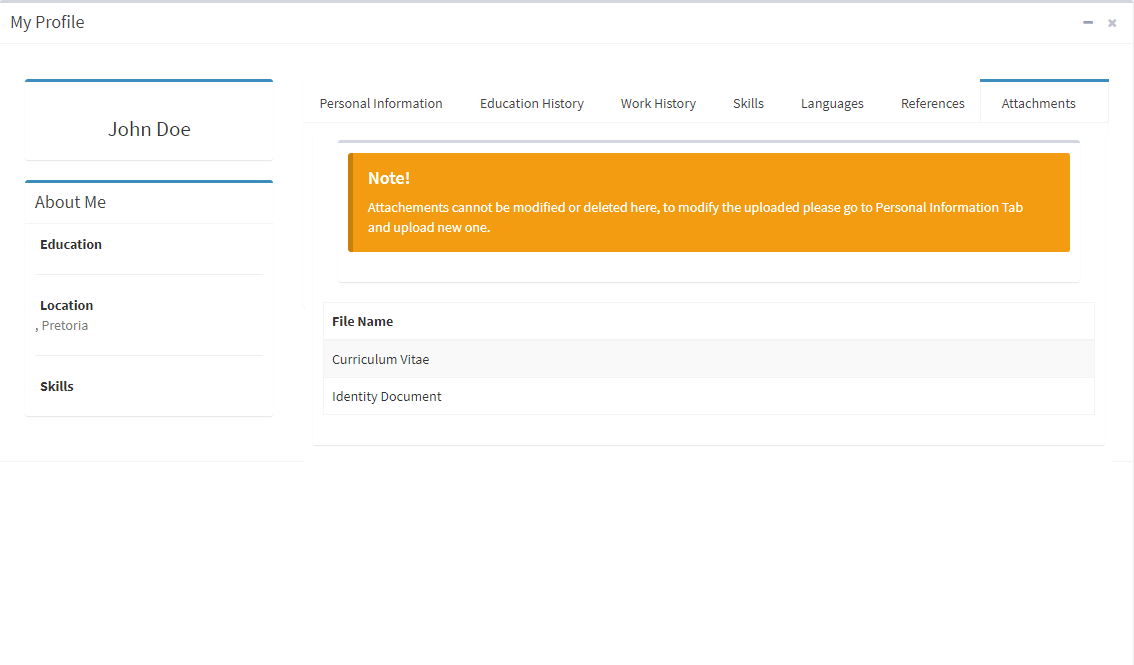 My Profile
John Doe
About Me
Education
Location
, Pretoria
Skills
Personal Information
Education History
Work History
Skills
Languages
References
Attachments
Note!
Attachements cannot be modified or deleted here, to modify the uploaded please go to Personal Information Tab
and upload new one.
File Name
Curriculum Vitae
Identity Document